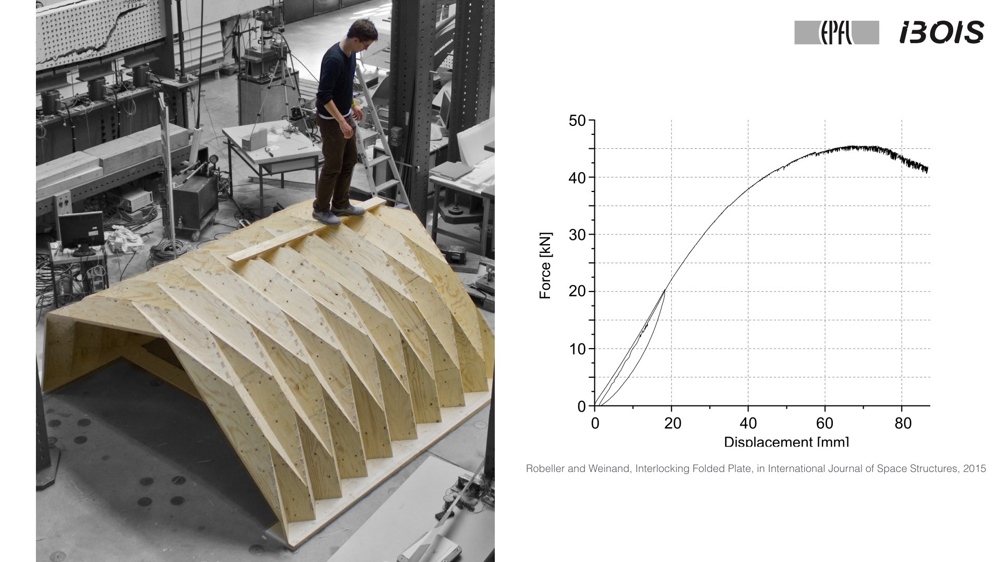 EPFL iBOIS
50
40
30
20
10
0
Force [kN]
0 20 40 60 80
Displacement [mm]
Robeller and Weinand, Interlocking Folded Plate, in International Journal of Space Structures, 2015